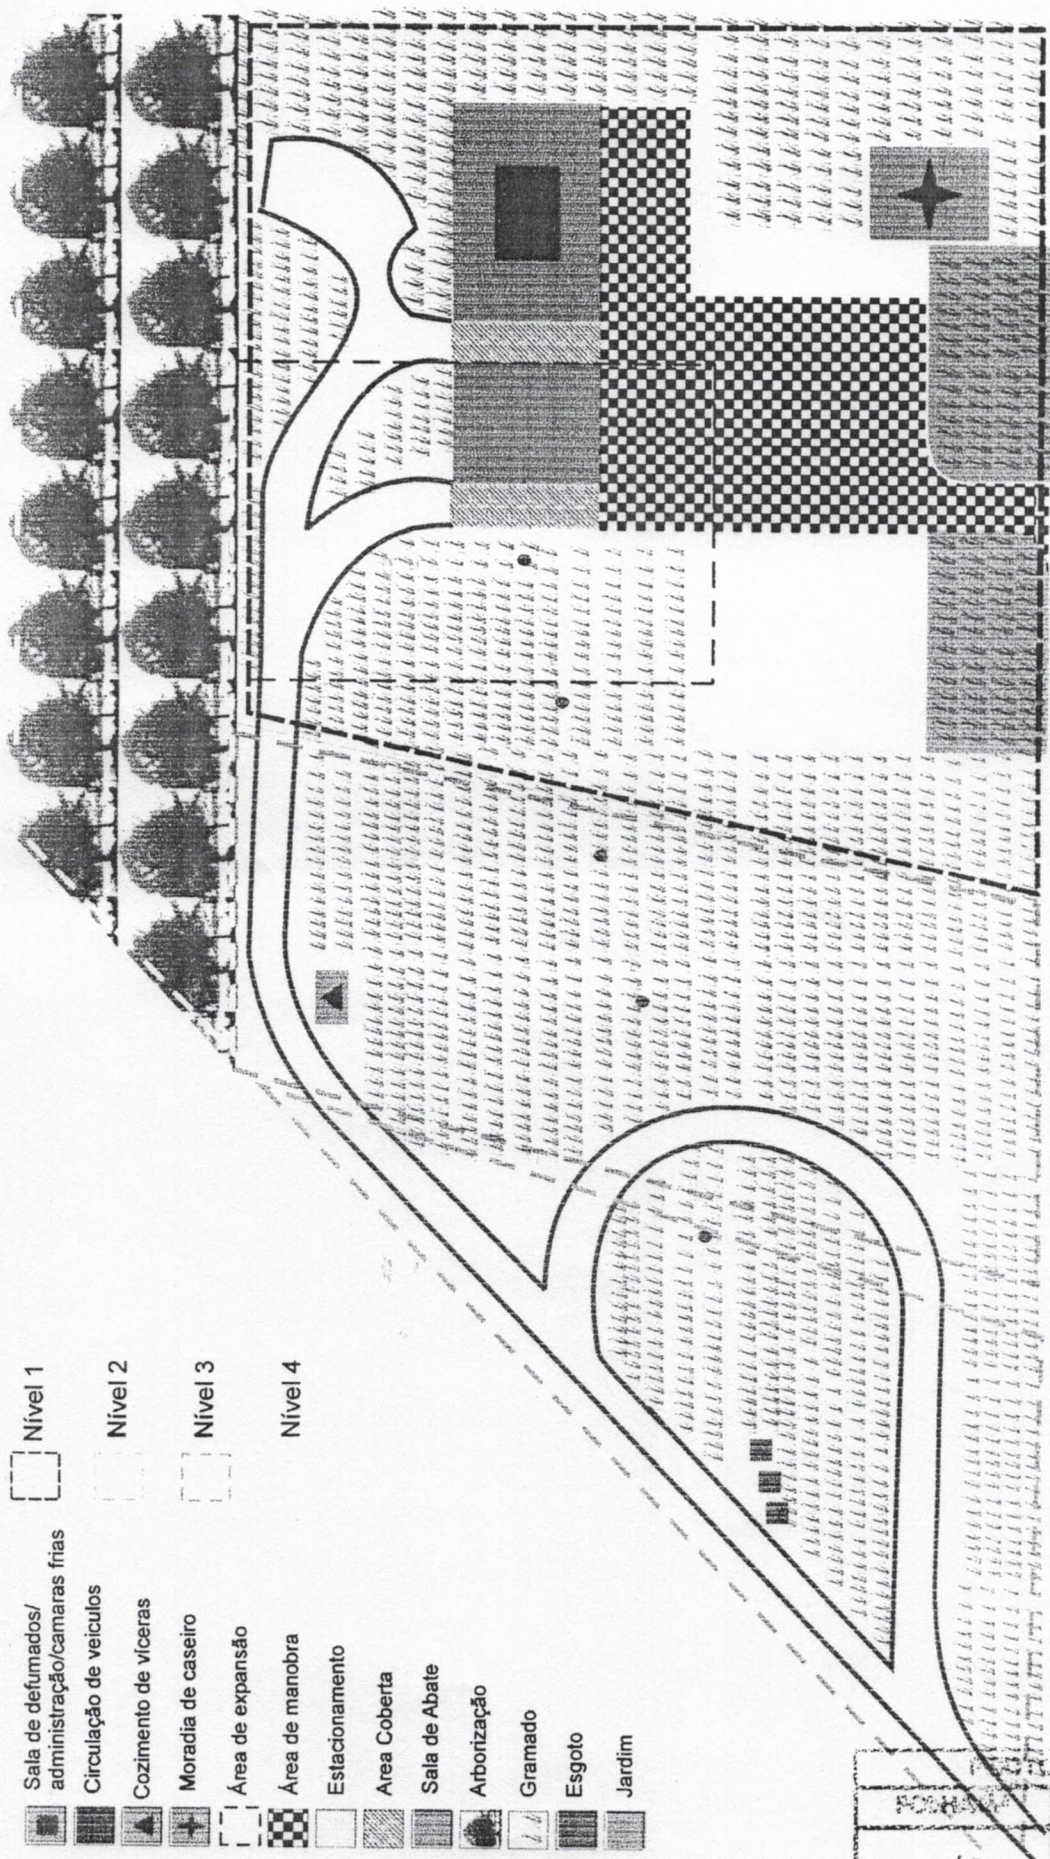 Sala de defumados/
administração/camaras frias
Circulação de veiculos
Cozimento de víceras
Moradia de caseiro
Área de expansão
Área de manobra
Estacionamento
Area Coberta
Sala de Abate
Arborização
Gramado
Esgoto
Jardim
Nível 1
Nível 2
Nível 3
Nível 4